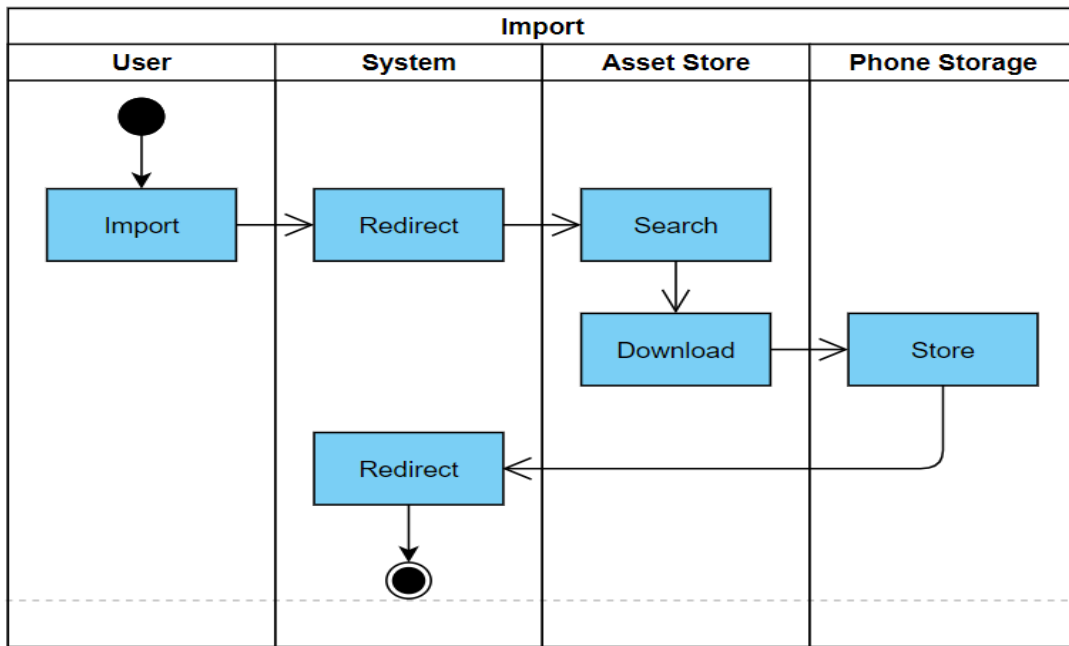 Import
User System Asset Store Phone Storage
Import Redirect Search
Download Store
Redirect